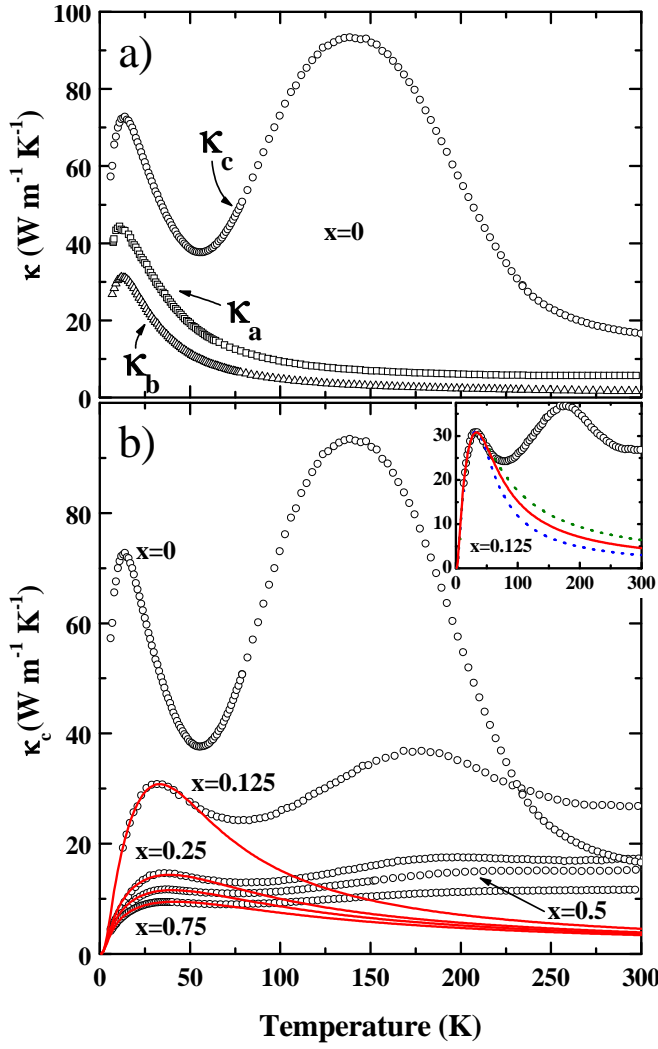 a)
100
80
60
40
20
0
κ (W m⁻¹ K⁻¹)
κc
x=0
κa
κb
b)
80
60
40
20
0
κc (W m⁻¹ K⁻¹)
x=0
x=0.125
x=0.25
x=0.5
x=0.75
30
20
10
0
x=0.125
0 100 200 300
0 50 100 150 200 250 300
Temperature (K)